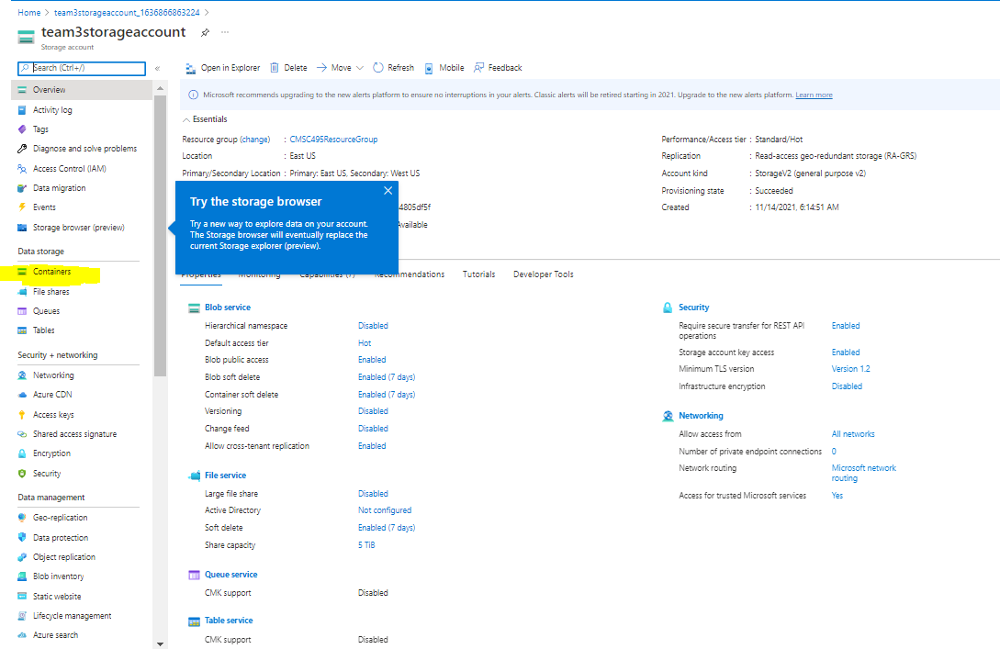 Home > team3storageaccount_1636866863224 >
team3storageaccount
Storage account
Search (Ctrl+/)
Overview
Activity log
Tags
Diagnose and solve problems
Access Control (IAM)
Data migration
Events
Storage browser (preview)
Data storage
Containers
File shares
Queues
Tables
Security + networking
Networking
Azure CDN
Access keys
Shared access signature
Encryption
Security
Data management
Geo-replication
Data protection
Object replication
Blob inventory
Static website
Lifecycle management
Azure search
Open in Explorer Delete Move Refresh Mobile Feedback
Microsoft recommends upgrading to the new alerts platform to ensure no interruptions in your alerts. Classic alerts will be retired starting in 2021. Upgrade to the new alerts platform. Learn more
Essentials
Resource group (change) : CMSC495ResourceGroup
Location : East US
Primary/Secondary Location : Primary: East US, Secondary: West US
4805df5f
Available
Performance/Access tier : Standard/Hot
Replication : Read-access geo-redundant storage (RA-GRS)
Account kind : StorageV2 (general purpose v2)
Provisioning state : Succeeded
Created : 11/14/2021, 6:14:51 AM
Try the storage browser
Try a new way to explore data on your account.
The Storage browser will eventually replace the
current Storage explorer (preview).
Properties Monitoring Capabilities (7) Recommendations Tutorials Developer Tools
Blob service
Hierarchical namespace Disabled
Default access tier Hot
Blob public access Enabled
Blob soft delete Enabled (7 days)
Container soft delete Enabled (7 days)
Versioning Disabled
Change feed Disabled
Allow cross-tenant replication Enabled
File service
Large file share Disabled
Active Directory Not configured
Soft delete Enabled (7 days)
Share capacity 5 TiB
Queue service
CMK support Disabled
Table service
CMK support Disabled
Security
Require secure transfer for REST API Enabled
operations
Storage account key access Enabled
Minimum TLS version Version 1.2
Infrastructure encryption Disabled
Networking
Allow access from All networks
Number of private endpoint connections 0
Network routing Microsoft network
routing
Access for trusted Microsoft services Yes